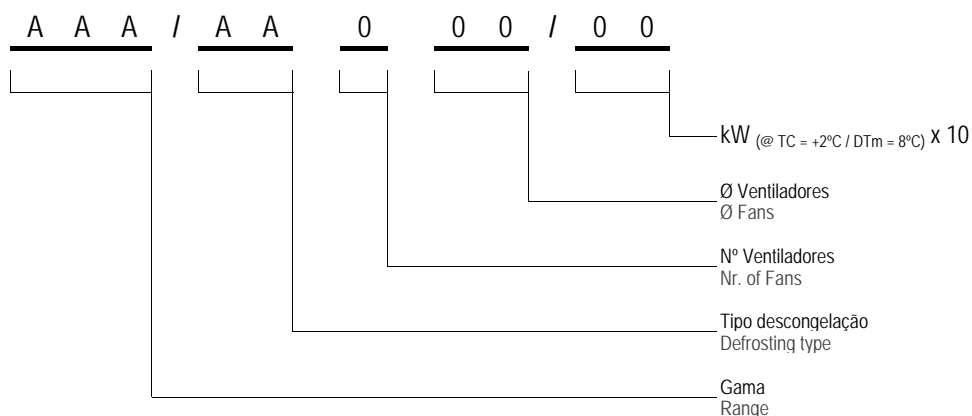 A A A / A A 0 0 0 / 0 0
kW (@ TC = +2ºC / DTm = 8ºC) x 10
Ø Ventiladores
Ø Fans
Nº Ventiladores
Nr. of Fans
Tipo descongelação
Defrosting type
Gama
Range